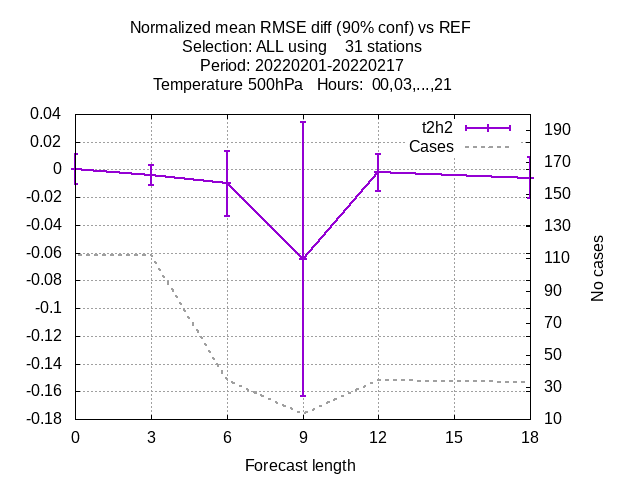 Normalized mean RMSE diff (90% conf) vs REF
Selection: ALL using    31 stations
Period: 20220201-20220217
Temperature 500hPa   Hours:  00,03,...,21
t2h2
Cases
0.04
0.02
0
-0.02
-0.04
-0.06
-0.08
-0.1
-0.12
-0.14
-0.16
-0.18
190
170
150
130
110
90
70
50
30
10
No cases
0 3 6 9 12 15 18
Forecast length